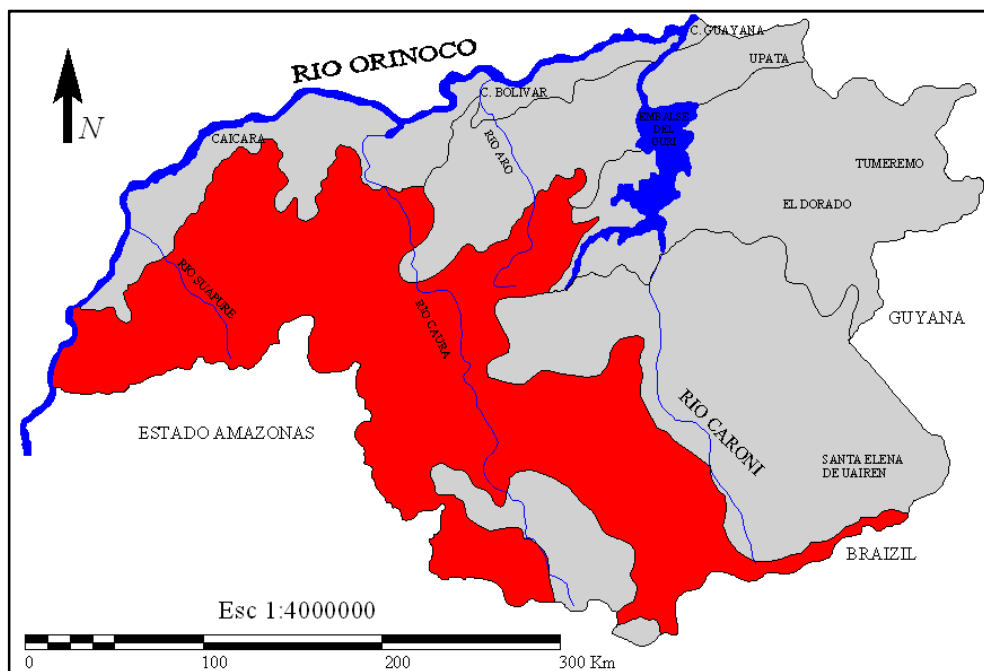 C. GUAYANA
RIO ORINOCO
UPATA
C. BOLIVAR
EMBALSE
DEL
GURI
N
CAICARA
RIO ARO
TUMEREMO
EL DORADO
RIO SUAPURE
RIO CAURA
GUYANA
RIO CARONI
ESTADO AMAZONAS
SANTA ELENA
DE UAIREN
BRAIZIL
Esc 1:4000000
0 100 200 300 Km